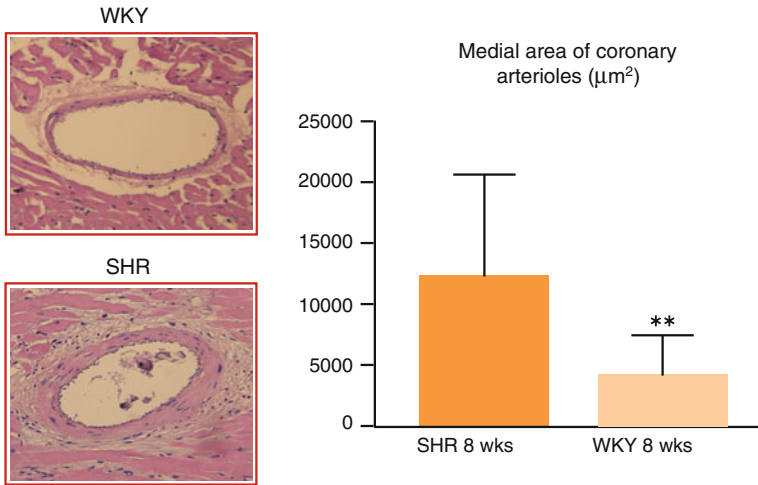 WKY
SHR
Medial area of coronary
arterioles (µm²)
25000
20000
15000
10000
5000
0
**
SHR 8 wks
WKY 8 wks